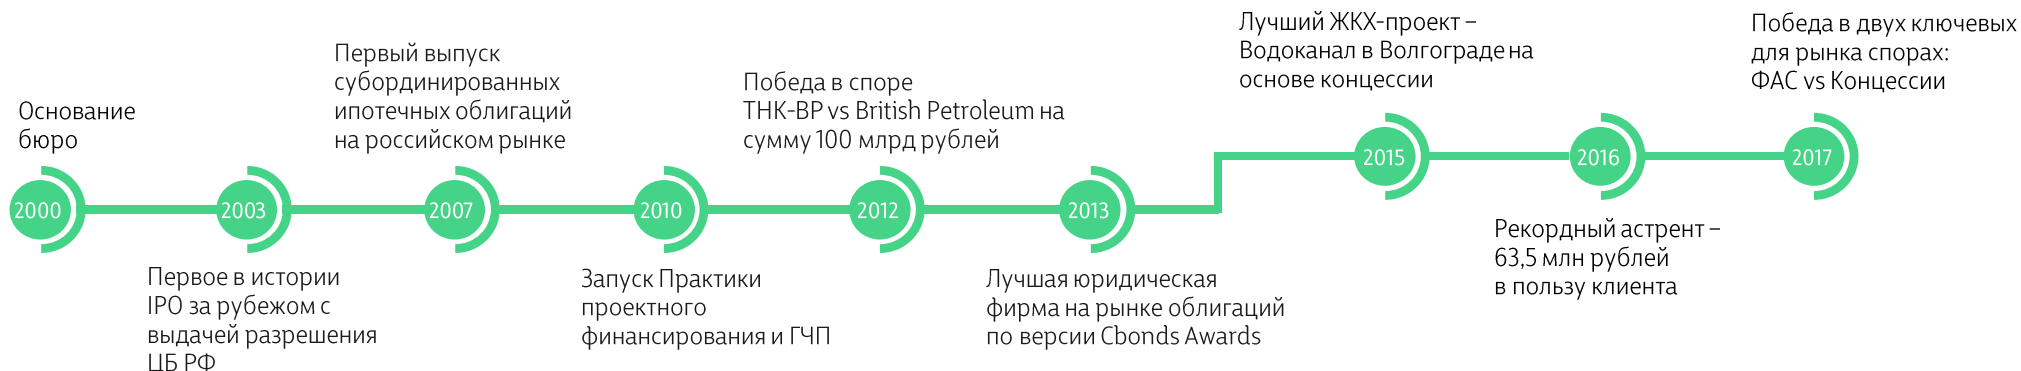 Основание
бюро
2000
2003
Первое в истории
IPO за рубежом с
выдачей разрешения
ЦБ РФ
Первый выпуск
субординированных
ипотечных облигаций
на российском рынке
2007
2010
Запуск Практики
проектного
финансирования и ГЧП
Победа в споре
ТНК-ВР vs British Petroleum на
сумму 100 млрд рублей
2012
2013
Лучшая юридическая
фирма на рынке облигаций
по версии Cbonds Awards
Лучший ЖКХ-проект –
Водоканал в Волгограде на
основе концессии
2015
2016
Рекордный астрент –
63,5 млн рублей
в пользу клиента
Победа в двух ключевых
для рынка спорах:
ФАС vs Концессии
2017